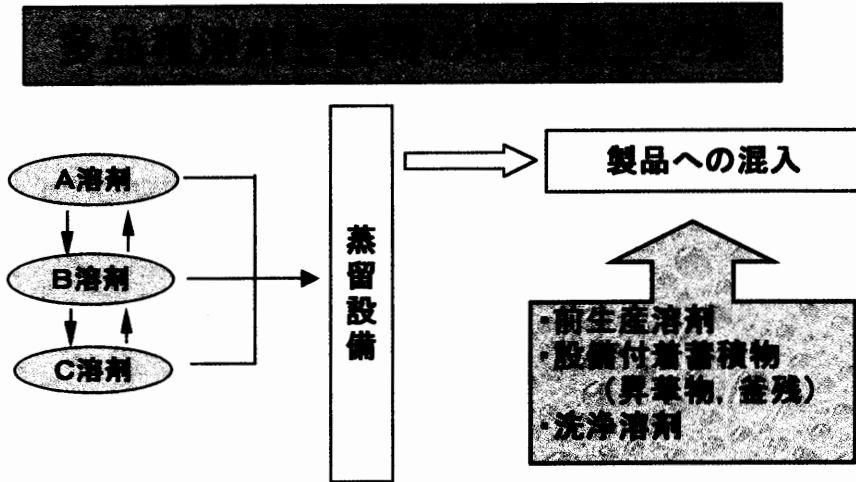 A溶剤
B溶剤
C溶剤
蒸留設備
製品への混入
・前生産溶剤
・設備付着蓄積物
（昇華物，釜残）
・洗浄溶剤